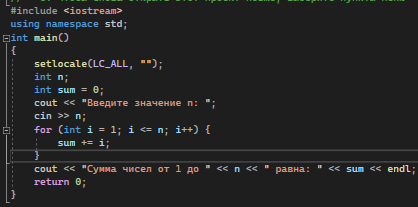 #include <iostream>
using namespace std;
int main()
{
setlocale(LC_ALL, "");
int n;
int sum = 0;
cout << "Введите значение n: ";
cin >> n;
for (int i = 1; i <= n; i++) {
sum += i;
}
cout << "Сумма чисел от 1 до " << n << " равна: " << sum << endl;
return 0;
}